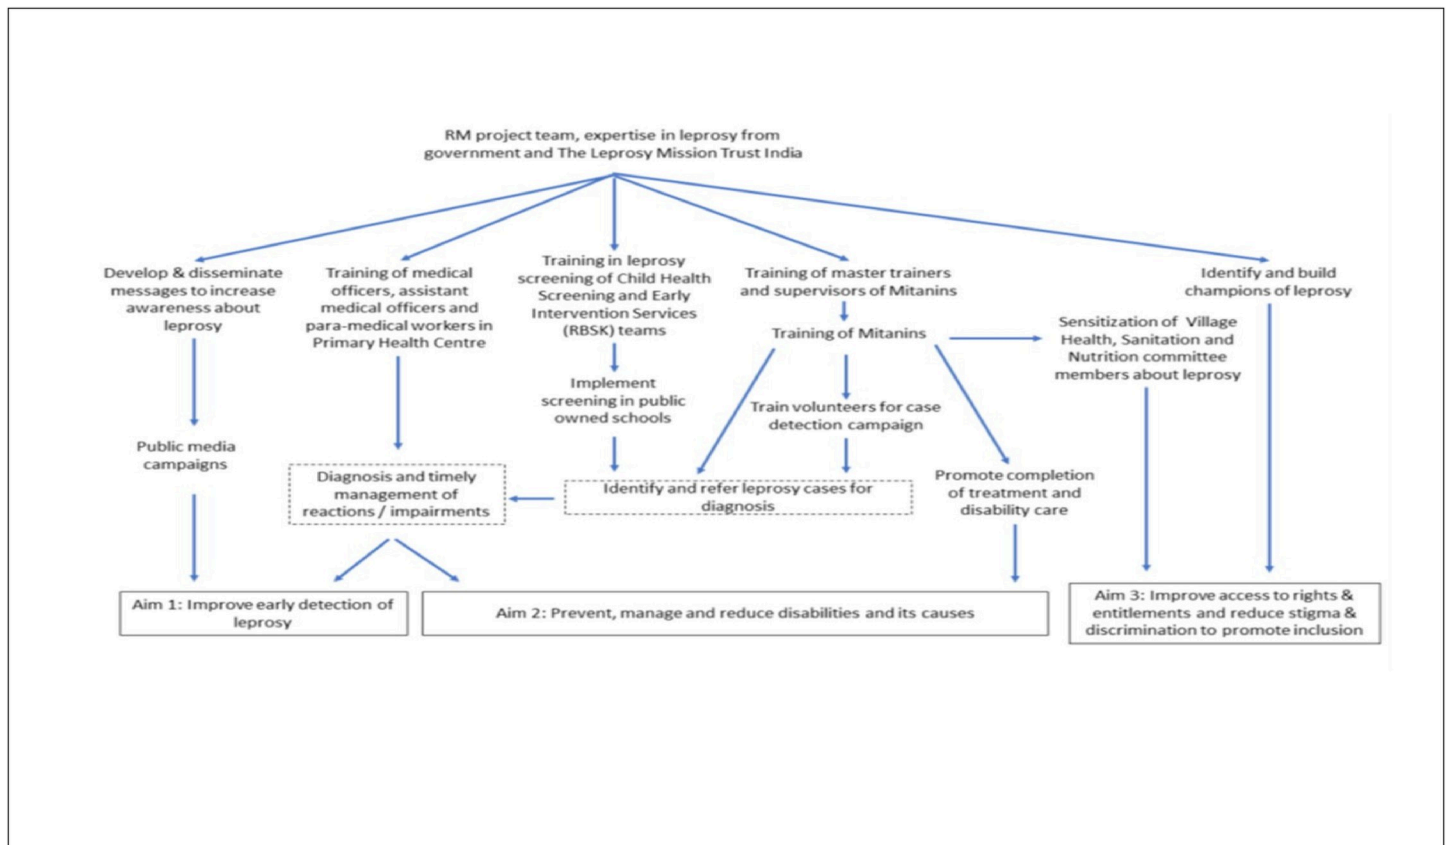 RM project team, expertise in leprosy from
government and The Leprosy Mission Trust India
Develop & disseminate
messages to increase
awareness about
leprosy
Training of medical
officers, assistant
medical officers and
para-medical workers in
Primary Health Centre
Training in leprosy
screening of Child Health
Screening and Early
Intervention Services
(RBSK) teams
Training of master trainers
and supervisors of Mitanins
Identify and build
champions of leprosy
Training of Mitanins
Sensitization of Village
Health, Sanitation and
Nutrition committee
members about leprosy
Implement
screening in public
owned schools
Train volunteers for case
detection campaign
Public media
campaigns
Diagnosis and timely
management of
reactions / impairments
Identify and refer leprosy cases for
diagnosis
Promote completion
of treatment and
disability care
Aim 1: Improve early detection of
leprosy
Aim 2: Prevent, manage and reduce disabilities and its causes
Aim 3: Improve access to rights &
entitlements and reduce stigma &
discrimination to promote inclusion